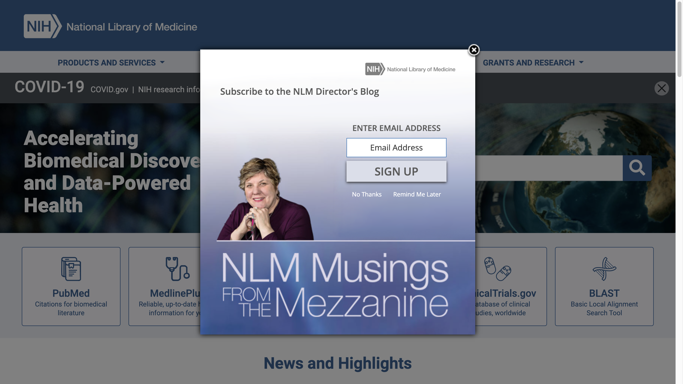 NIH National Library of Medicine
PRODUCTS AND SERVICES
GRANTS AND RESEARCH
COVID-19 COVID.gov | NIH research info
Accelerating
Biomedical Discove
and Data-Powered
Health
NIH National Library of Medicine
Subscribe to the NLM Director's Blog
ENTER EMAIL ADDRESS
Email Address
SIGN UP
No Thanks Remind Me Later
NLM Musings
FROM THE Mezzanine
PubMed
Citations for biomedical
literature
MedlinePlu
Reliable, up-to-date h
information for y
icalTrials.gov
tabase of clinical
udies, worldwide
BLAST
Basic Local Alignment
Search Tool
News and Highlights